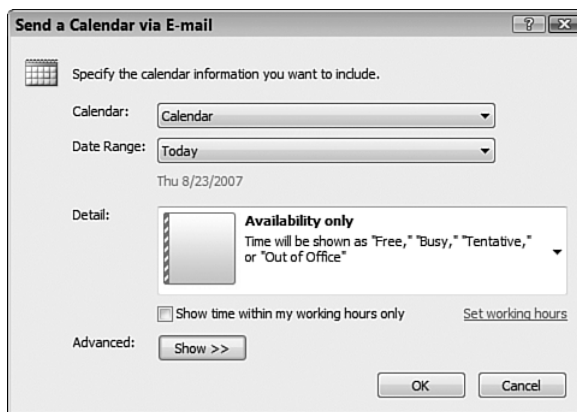 Send a Calendar via E-mail
Specify the calendar information you want to include.
Calendar: Calendar
Date Range: Today
Thu 8/23/2007
Detail: Availability only
Time will be shown as "Free," "Busy," "Tentative,"
or "Out of Office"
Show time within my working hours only Set working hours
Advanced: Show >>
OK Cancel